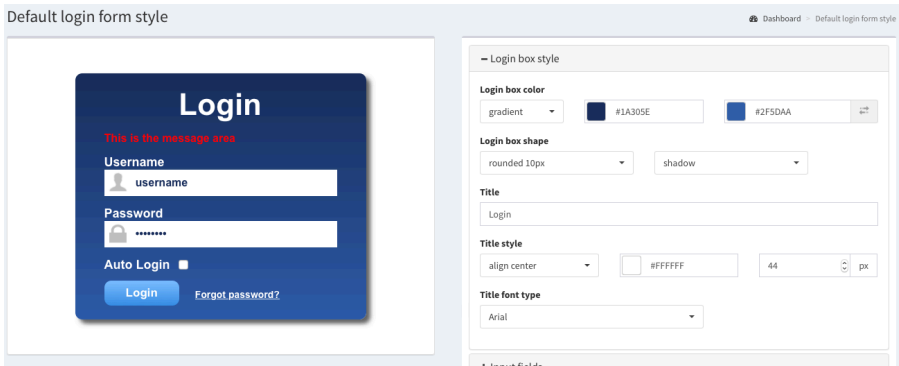 Default login form style
Dashboard > Default login form style
Login
This is the message area
Username
username
Password
••••••••
Auto Login
Login Forgot password?
Login box style
Login box color
gradient #1A305E #2F5DAA
Login box shape
rounded 10px shadow
Title
Login
Title style
align center #FFFFFF 44 px
Title font type
Arial
Input fields